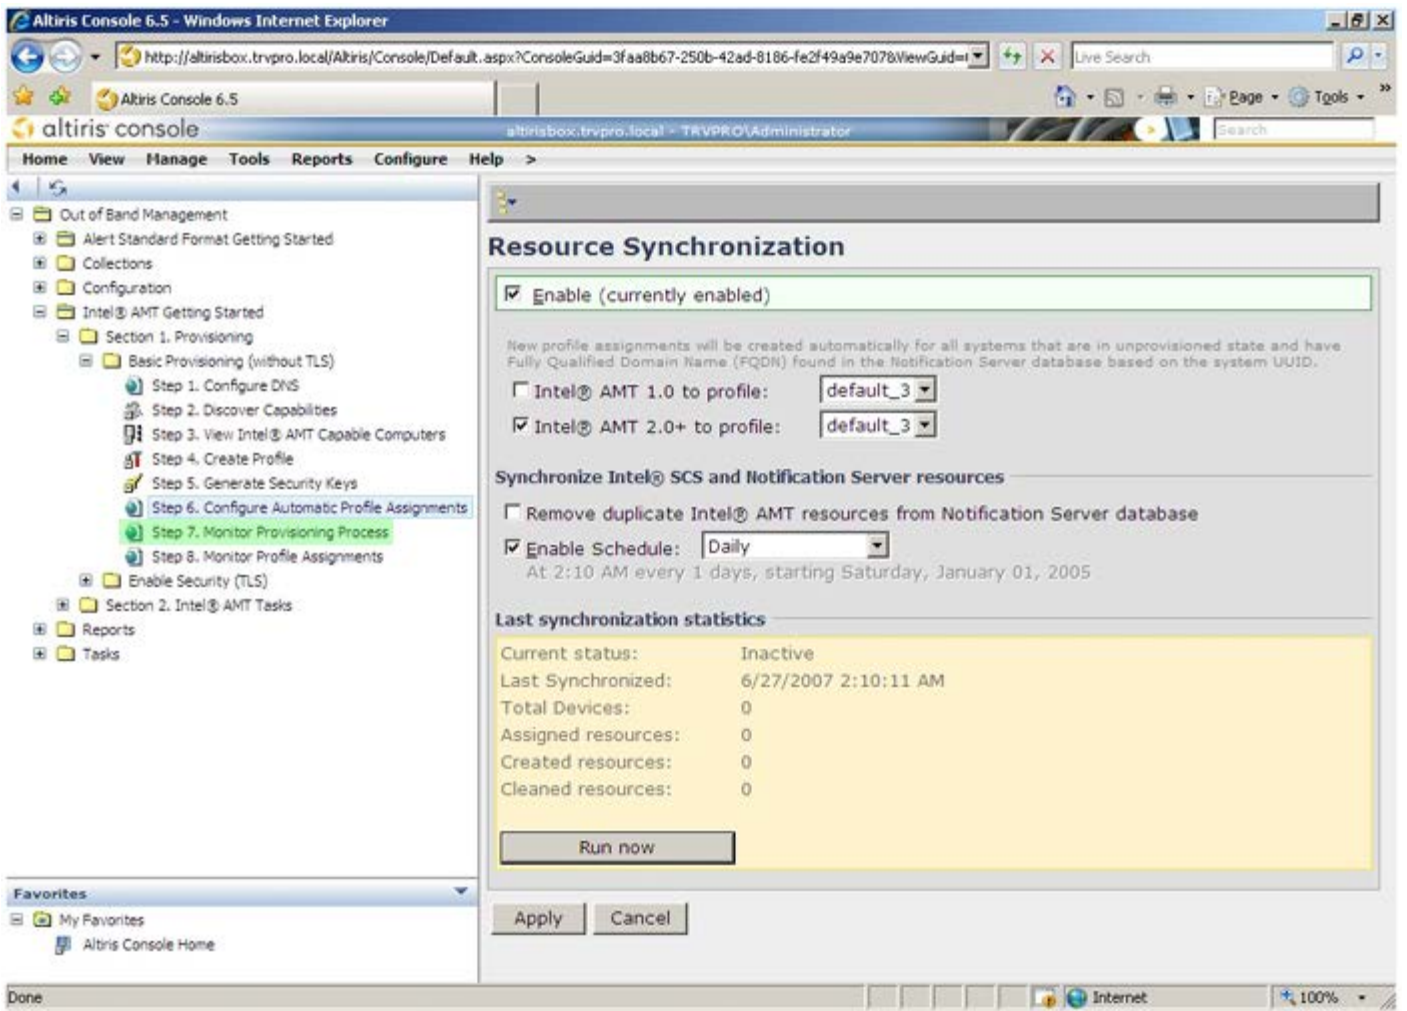 Altiris Console 6.5 - Windows Internet Explorer
http://altirisbox.trvpro.local/Altiris/Console/Default.aspx?ConsoleGuid=3faa8b67-250b-42ad-8186-fe2f49a9e707&ViewGuid=
Live Search
Altiris Console 6.5
Page
Tools
altiris console
altirisbox.trvpro.local - TRVPRO\Administrator
Search
Home View Manage Tools Reports Configure Help >
Out of Band Management
Alert Standard Format Getting Started
Collections
Configuration
Intel® AMT Getting Started
Section 1. Provisioning
Basic Provisioning (without TLS)
Step 1. Configure DNS
Step 2. Discover Capabilities
Step 3. View Intel® AMT Capable Computers
Step 4. Create Profile
Step 5. Generate Security Keys
Step 6. Configure Automatic Profile Assignments
Step 7. Monitor Provisioning Process
Step 8. Monitor Profile Assignments
Enable Security (TLS)
Section 2. Intel® AMT Tasks
Reports
Tasks
Favorites
My Favorites
Altiris Console Home
Resource Synchronization
Enable (currently enabled)
New profile assignments will be created automatically for all systems that are in unprovisioned state and have
Fully Qualified Domain Name (FQDN) found in the Notification Server database based on the system UUID.
Intel® AMT 1.0 to profile: default_3
Intel® AMT 2.0+ to profile: default_3
Synchronize Intel® SCS and Notification Server resources
Remove duplicate Intel® AMT resources from Notification Server database
Enable Schedule: Daily
At 2:10 AM every 1 days, starting Saturday, January 01, 2005
Last synchronization statistics
Current status: Inactive
Last Synchronized: 6/27/2007 2:10:11 AM
Total Devices: 0
Assigned resources: 0
Created resources: 0
Cleaned resources: 0
Run now
Apply Cancel
Done
Internet
100%